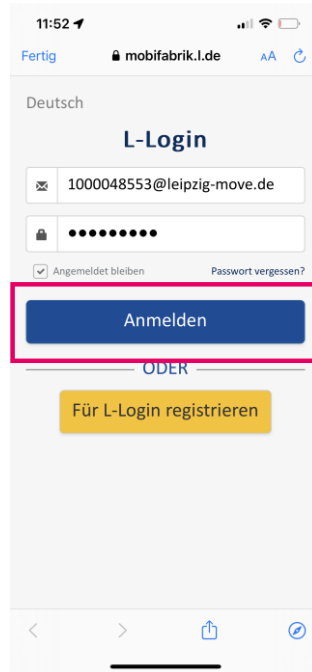 11:52
Fertig mobifabrik.l.de AA
Deutsch
L-Login
1000048553@leipzig-move.de
●●●●●●●●●
Angemeldet bleiben Passwort vergessen?
Anmelden
ODER
Für L-Login registrieren